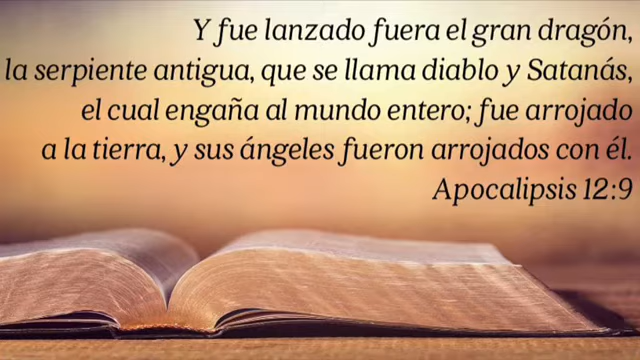 Y fue lanzado fuera el gran dragón,
la serpiente antigua, que se llama diablo y Satanás,
el cual engaña al mundo entero; fue arrojado
a la tierra, y sus ángeles fueron arrojados con él.
Apocalipsis 12:9